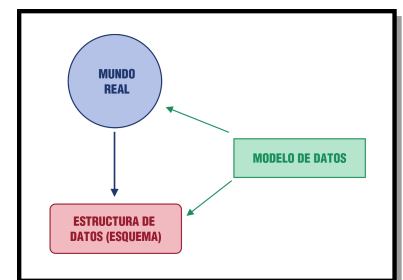 MUNDO
REAL
MODELO DE DATOS
ESTRUCTURA DE
DATOS (ESQUEMA)